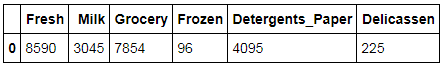 Fresh Milk Grocery Frozen Detergents_Paper Delicassen
0 8590 3045 7854 96 4095 225